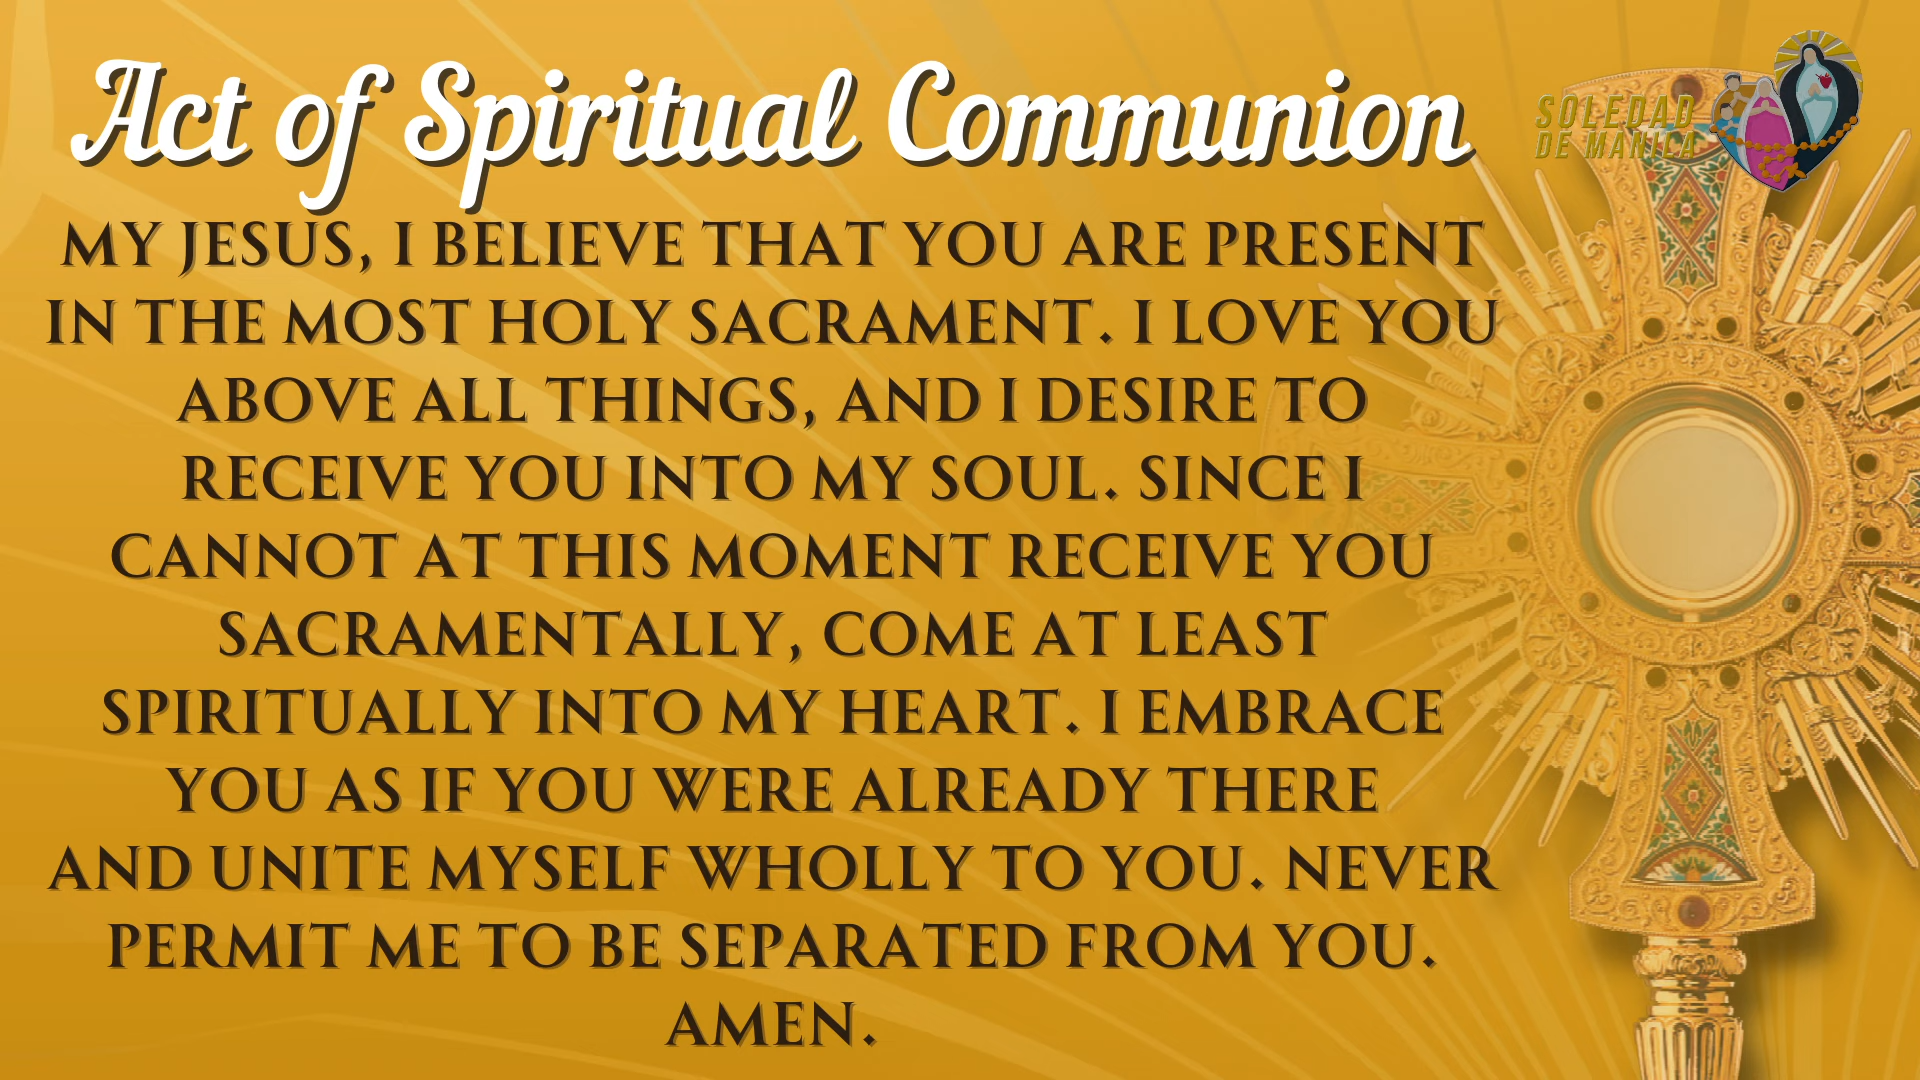 Act of Spiritual Communion
SOLEDAD
DE MANILA
MY JESUS, I BELIEVE THAT YOU ARE PRESENT
IN THE MOST HOLY SACRAMENT. I LOVE YOU
ABOVE ALL THINGS, AND I DESIRE TO
RECEIVE YOU INTO MY SOUL. SINCE I
CANNOT AT THIS MOMENT RECEIVE YOU
SACRAMENTALLY, COME AT LEAST
SPIRITUALLY INTO MY HEART. I EMBRACE
YOU AS IF YOU WERE ALREADY THERE
AND UNITE MYSELF WHOLLY TO YOU. NEVER
PERMIT ME TO BE SEPARATED FROM YOU.
AMEN.